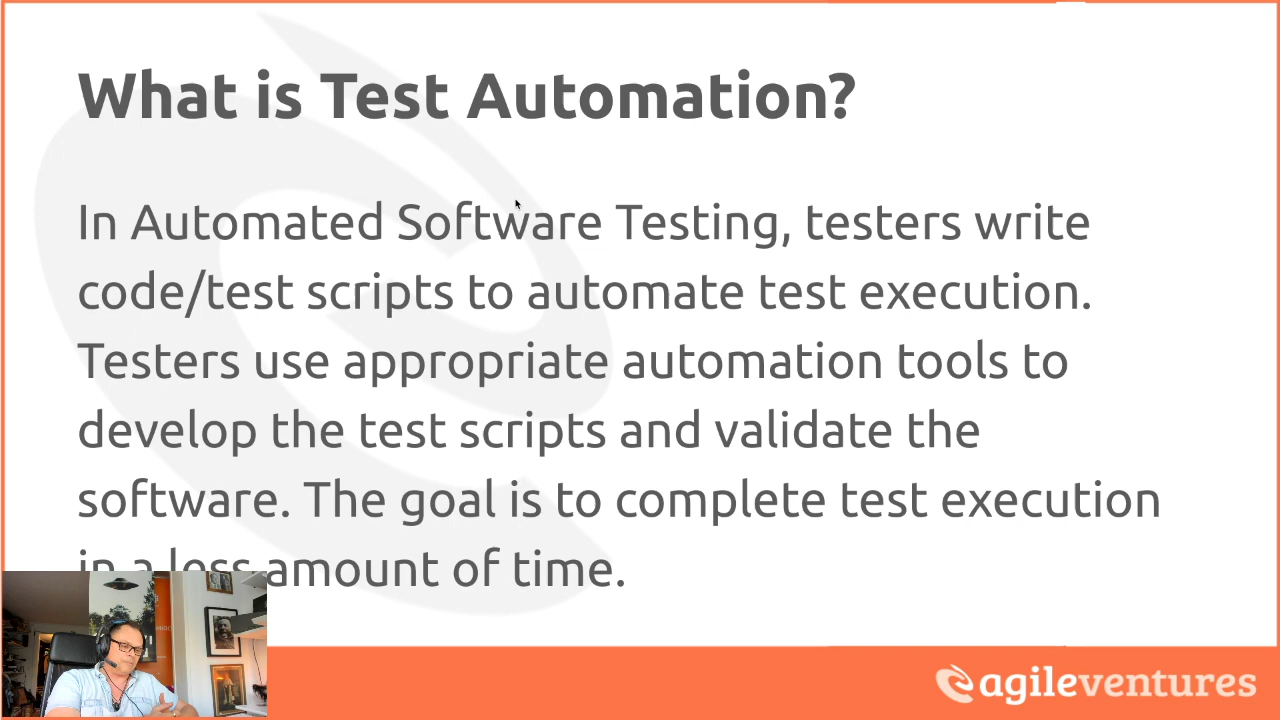 What is Test Automation?
In Automated Software Testing, testers write
code/test scripts to automate test execution.
Testers use appropriate automation tools to
develop the test scripts and validate the
software. The goal is to complete test execution
in a less amount of time.
agileventures